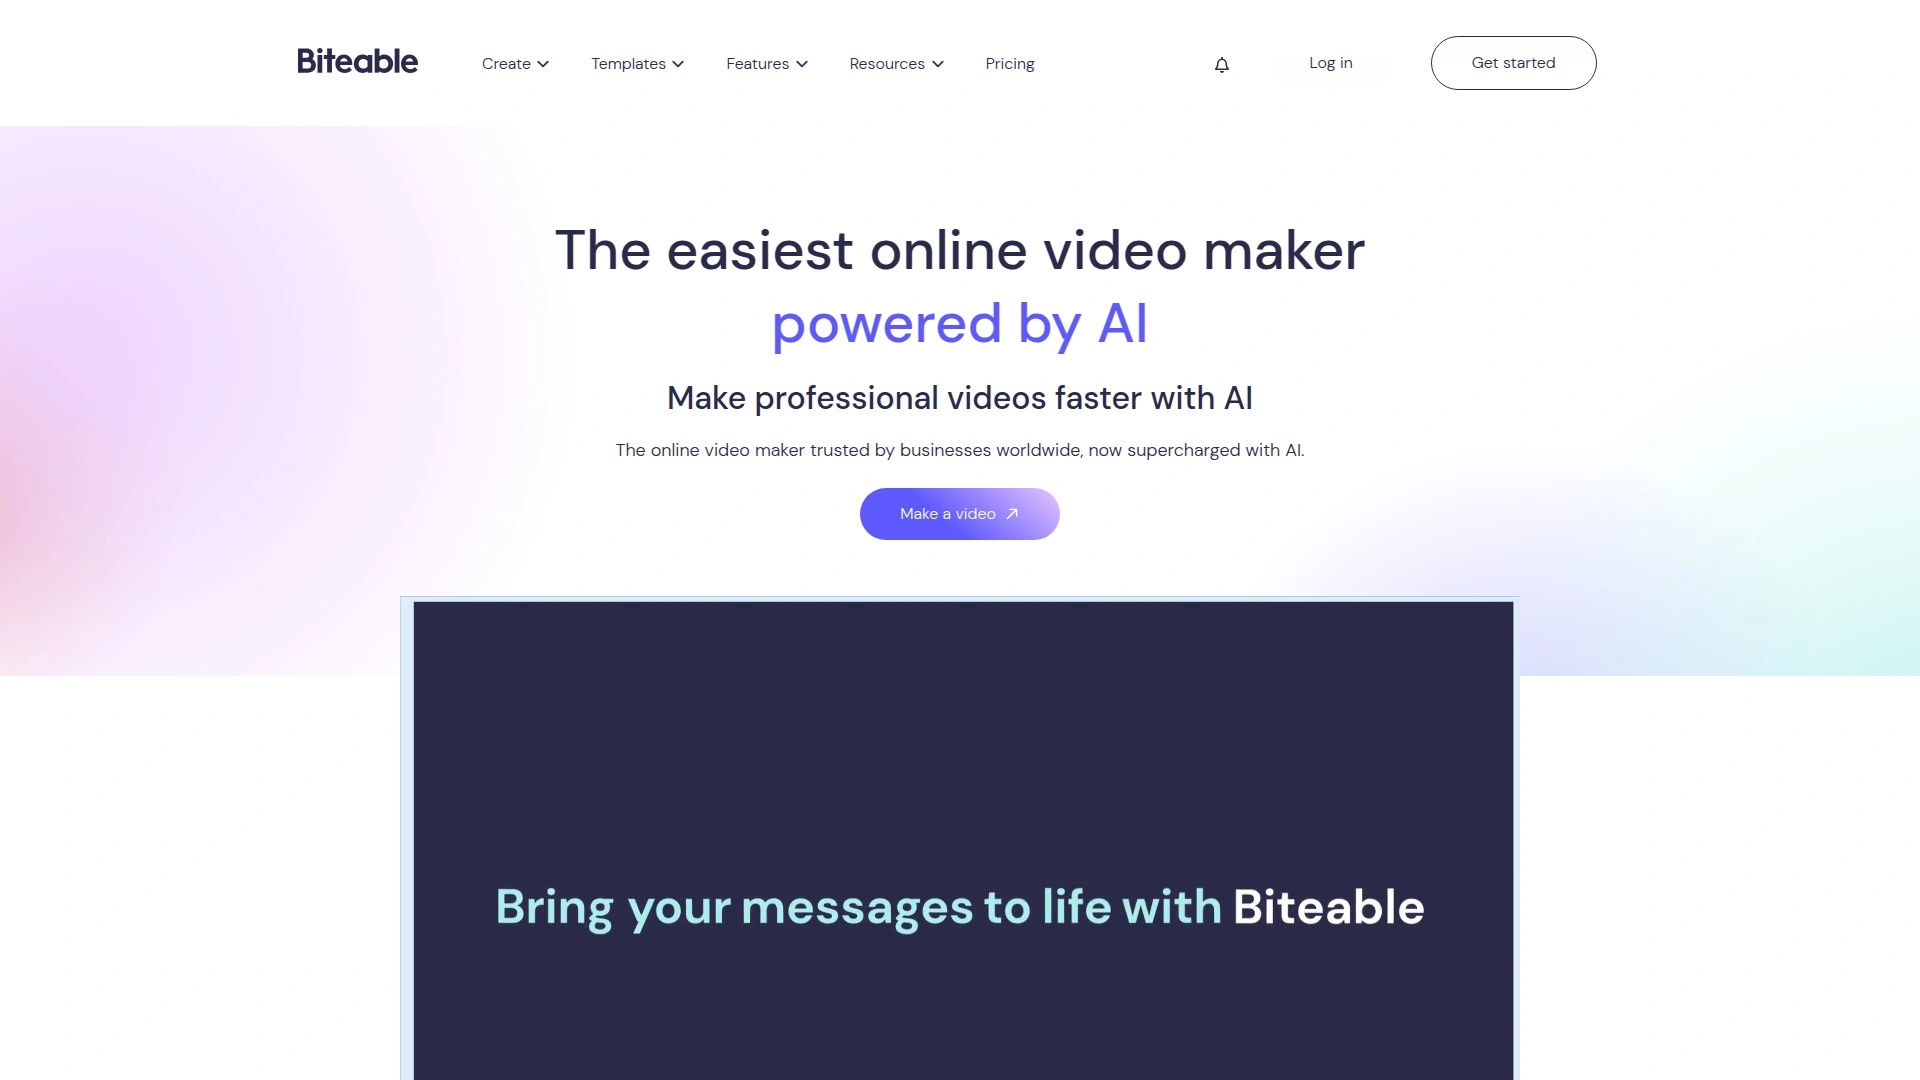 Biteable
Create
Templates
Features
Resources
Pricing
Log in
Get started
The easiest online video maker
powered by AI
Make professional videos faster with AI
The online video maker trusted by businesses worldwide, now supercharged with AI.
Make a video
Bring your messages to life with Biteable